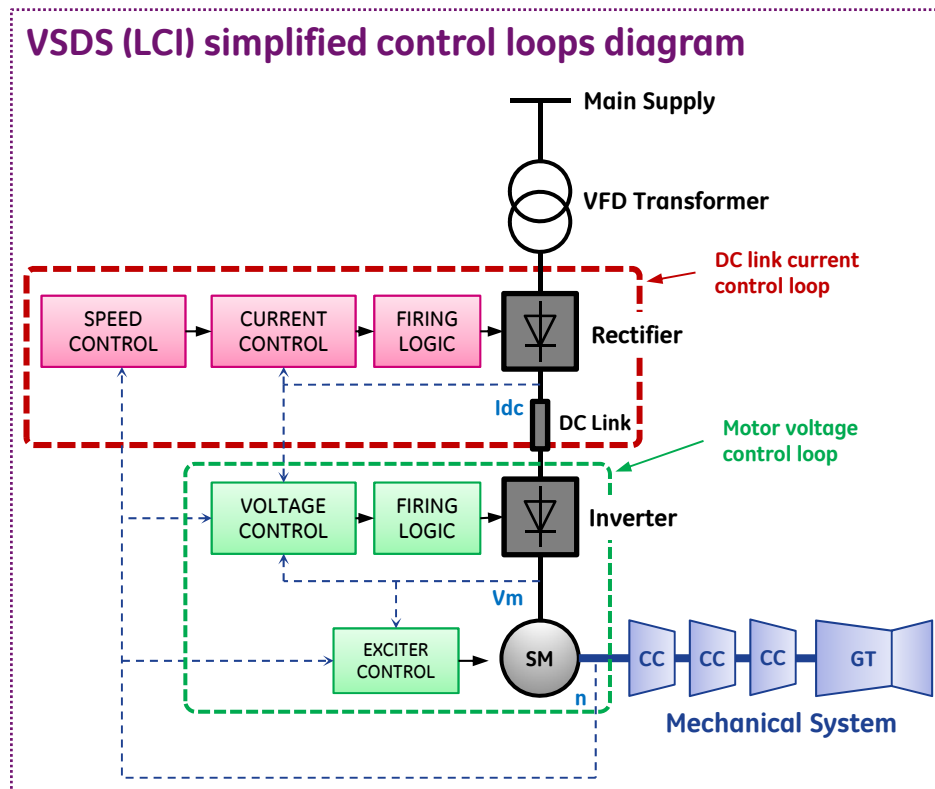 VSDS (LCI) simplified control loops diagram
Main Supply
VFD Transformer
DC link current
control loop
SPEED
CONTROL
CURRENT
CONTROL
FIRING
LOGIC
Rectifier
Idc
DC Link
Motor voltage
control loop
VOLTAGE
CONTROL
FIRING
LOGIC
Inverter
Vm
EXCITER
CONTROL
SM
CC
CC
CC
GT
n
Mechanical System